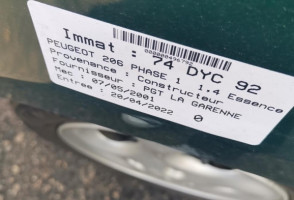 Immat : 74 DYC 92
PEUGEOT 206 PHASE 1 1.4 Essence
Provenance : Constructeur
Fournisseur : PGT LA GARENNE
Mec : 07/05/2001
Entrée : 20/04/2022 0